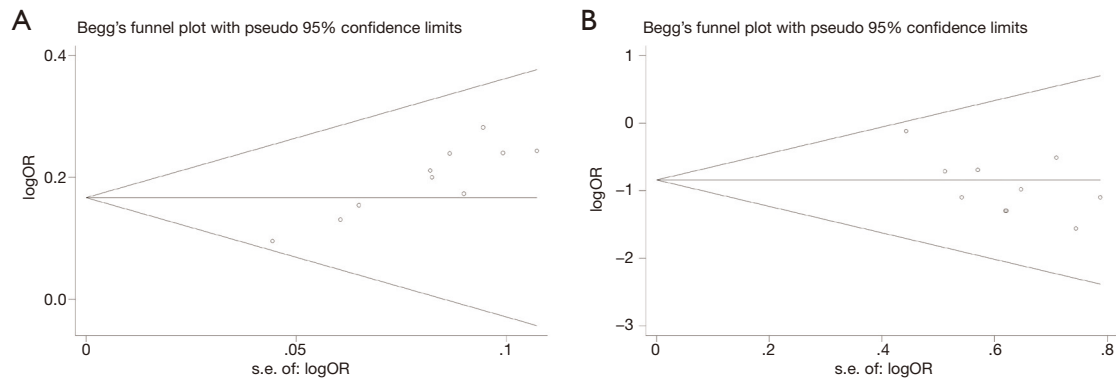 A
Begg's funnel plot with pseudo 95% confidence limits
0.4
0.2
0.0
logOR
0
.05
.1
s.e. of: logOR
B
Begg's funnel plot with pseudo 95% confidence limits
1
0
–1
–2
–3
logOR
0
.2
.4
.6
.8
s.e. of: logOR